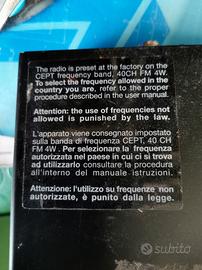 The radio is preset at the factory on the
CEPT frequency band, 40CH FM 4W.
To select the frequency allowed in the
country you are, refer to the proper
procedure described in the user manual.
Attention: the use of frequencies not
allowed is punished by the law.
L'apparato viene consegnato impostato
sulla banda di frequenza CEPT, 40 CH
FM 4W. Per selezionare la frequenza
autorizzata nel paese in cui ci si trova
ad utilizzarlo consultare la procedura
all'interno del manuale istruzioni.
Attenzione: l'utilizzo su frequenze non
autorizzate, è punito dalla legge.
subito